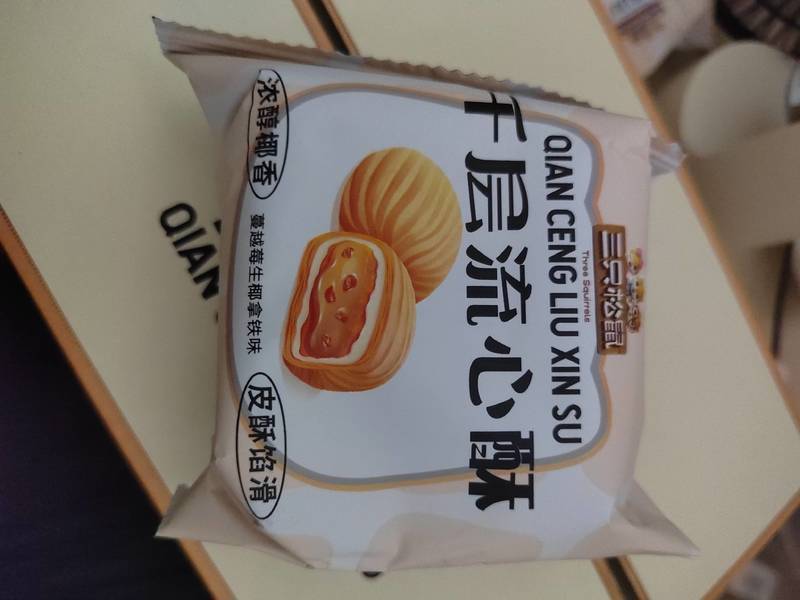 三只松鼠
Three Squirrels
QIAN CENG LIU XIN SU
千层流心酥
浓醇椰香
蔓越莓生椰拿铁味
皮酥馅滑
QIAN